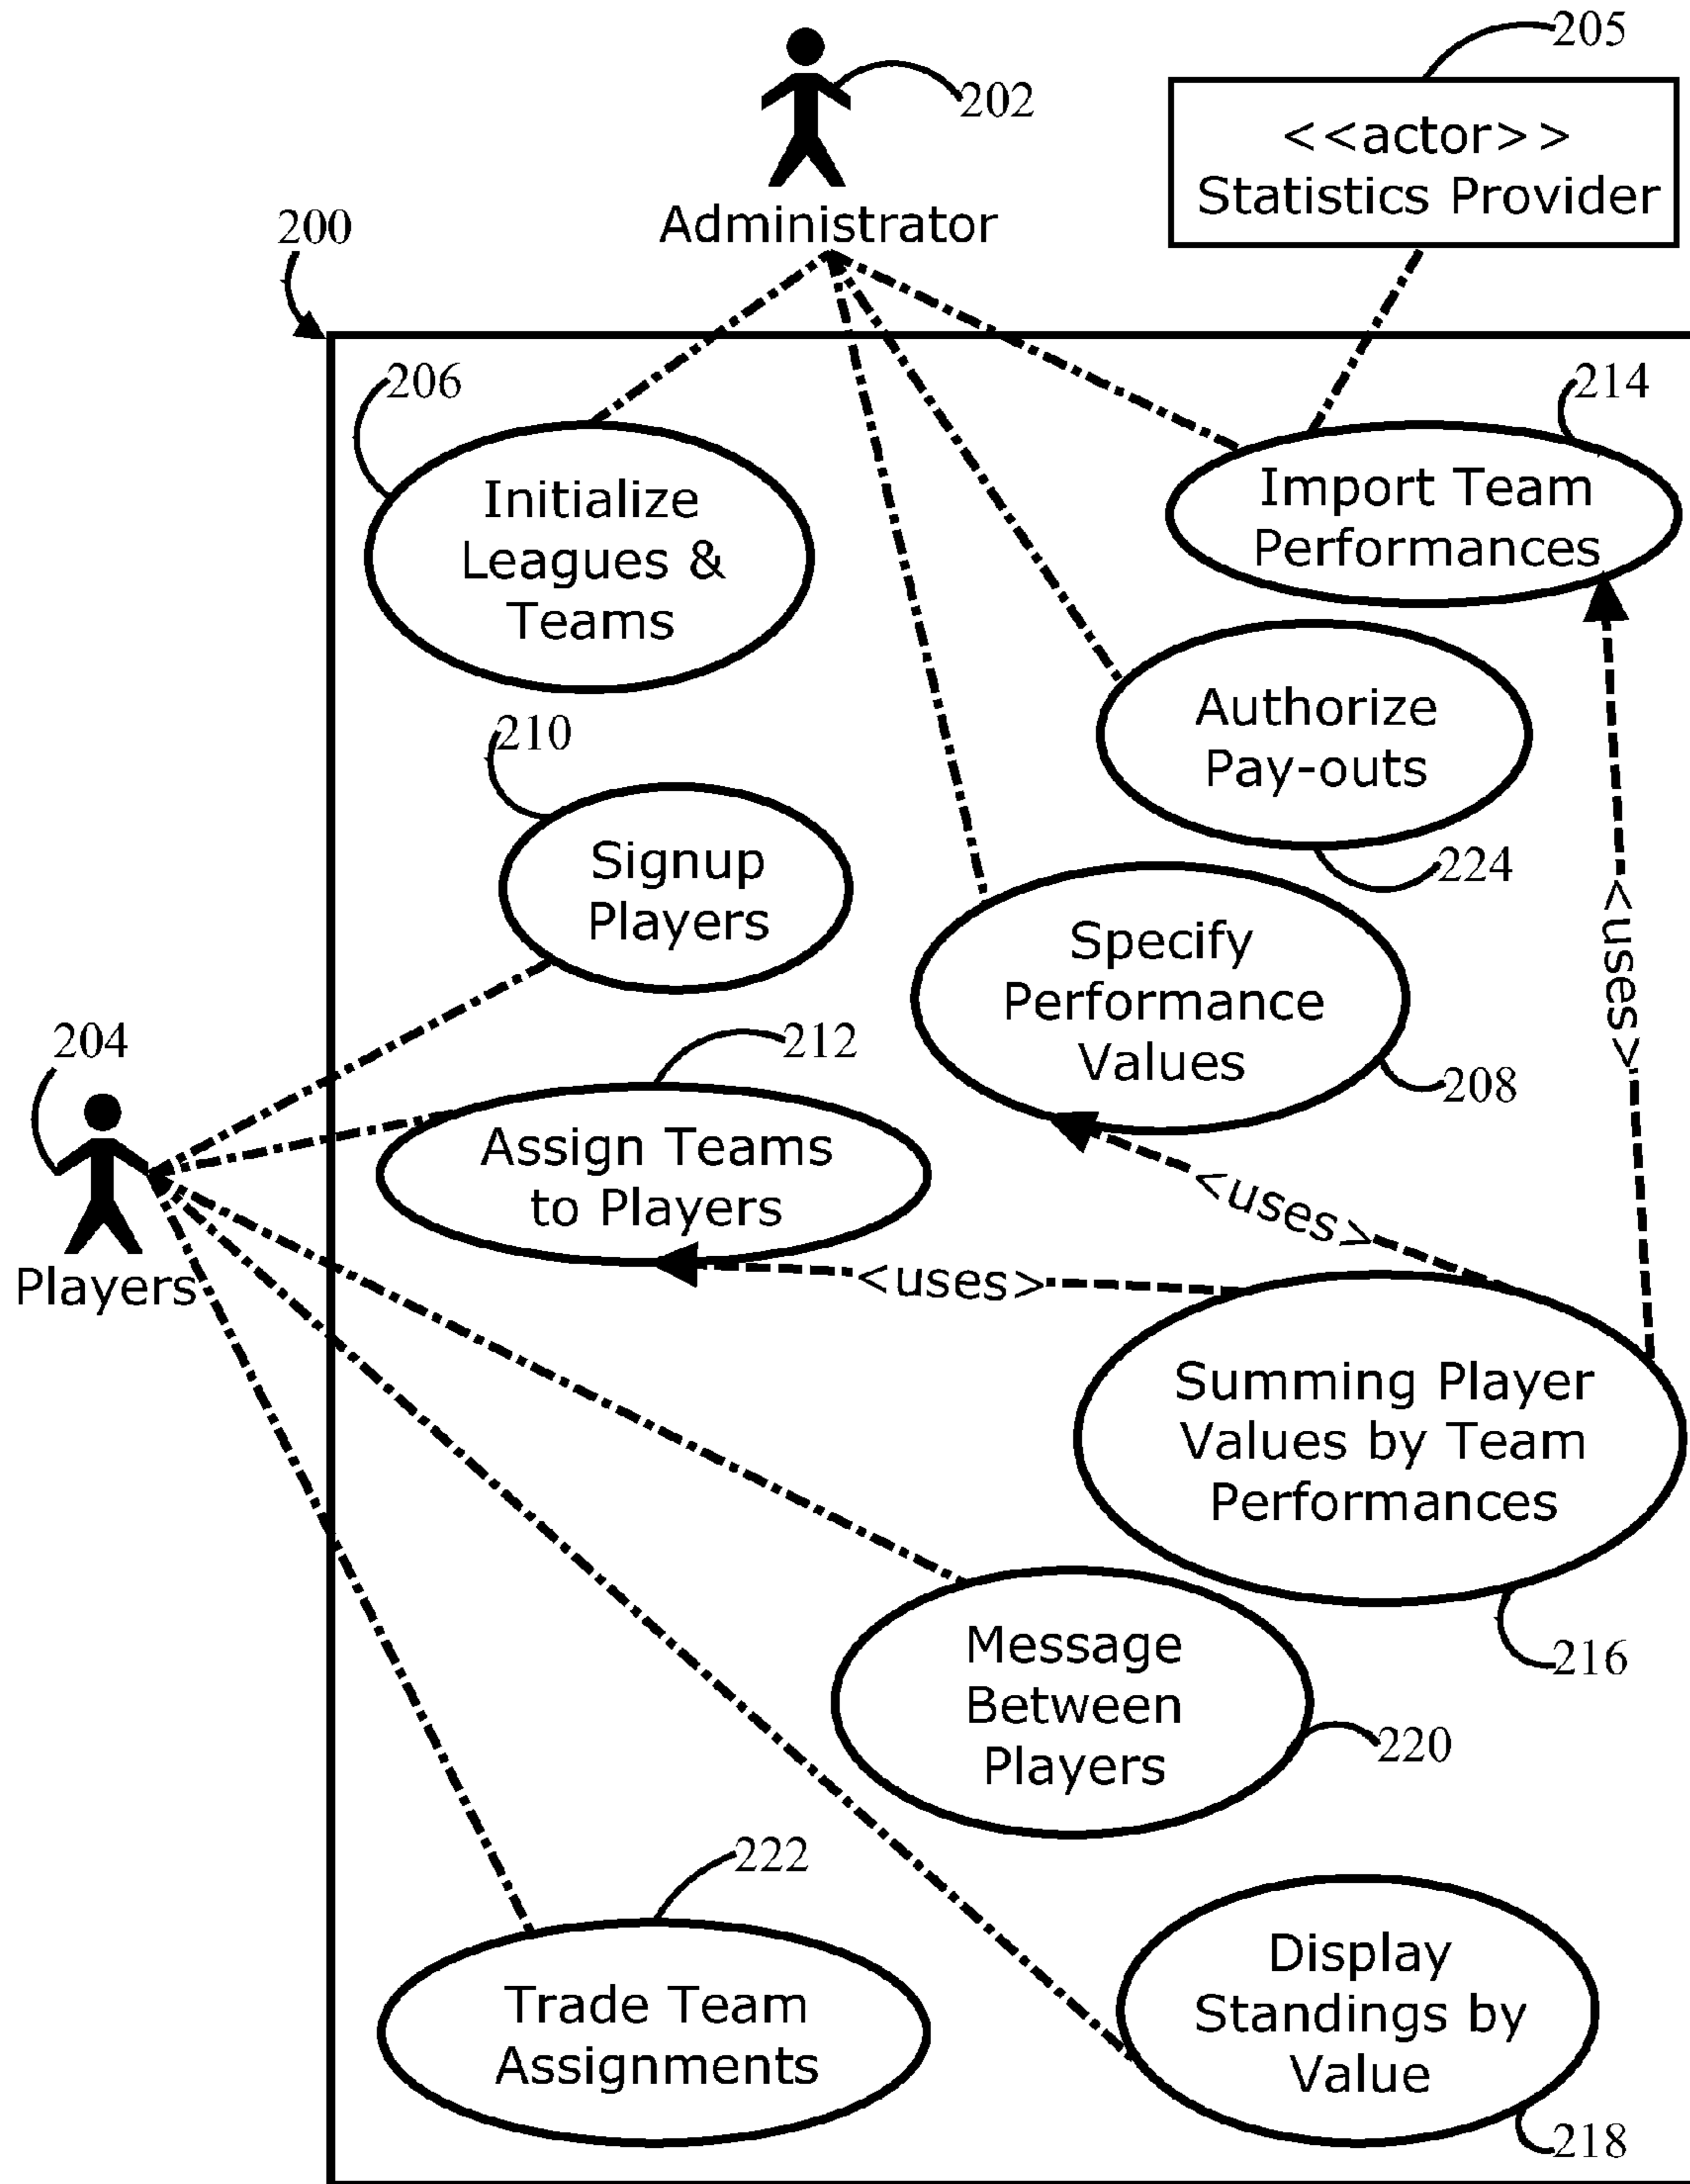 205
202
<<actor>>
Statistics Provider
Administrator
200
206
214
Initialize
Leagues &
Teams
Import Team
Performances
210
Authorize
Pay-outs
Signup
Players
224
Specify
Performance
Values
<uses>
204
212
208
Assign Teams
to Players
<uses>
<uses>
Players
Summing Player
Values by Team
Performances
216
Message
Between
Players
220
222
Trade Team
Assignments
Display
Standings by
Value
218